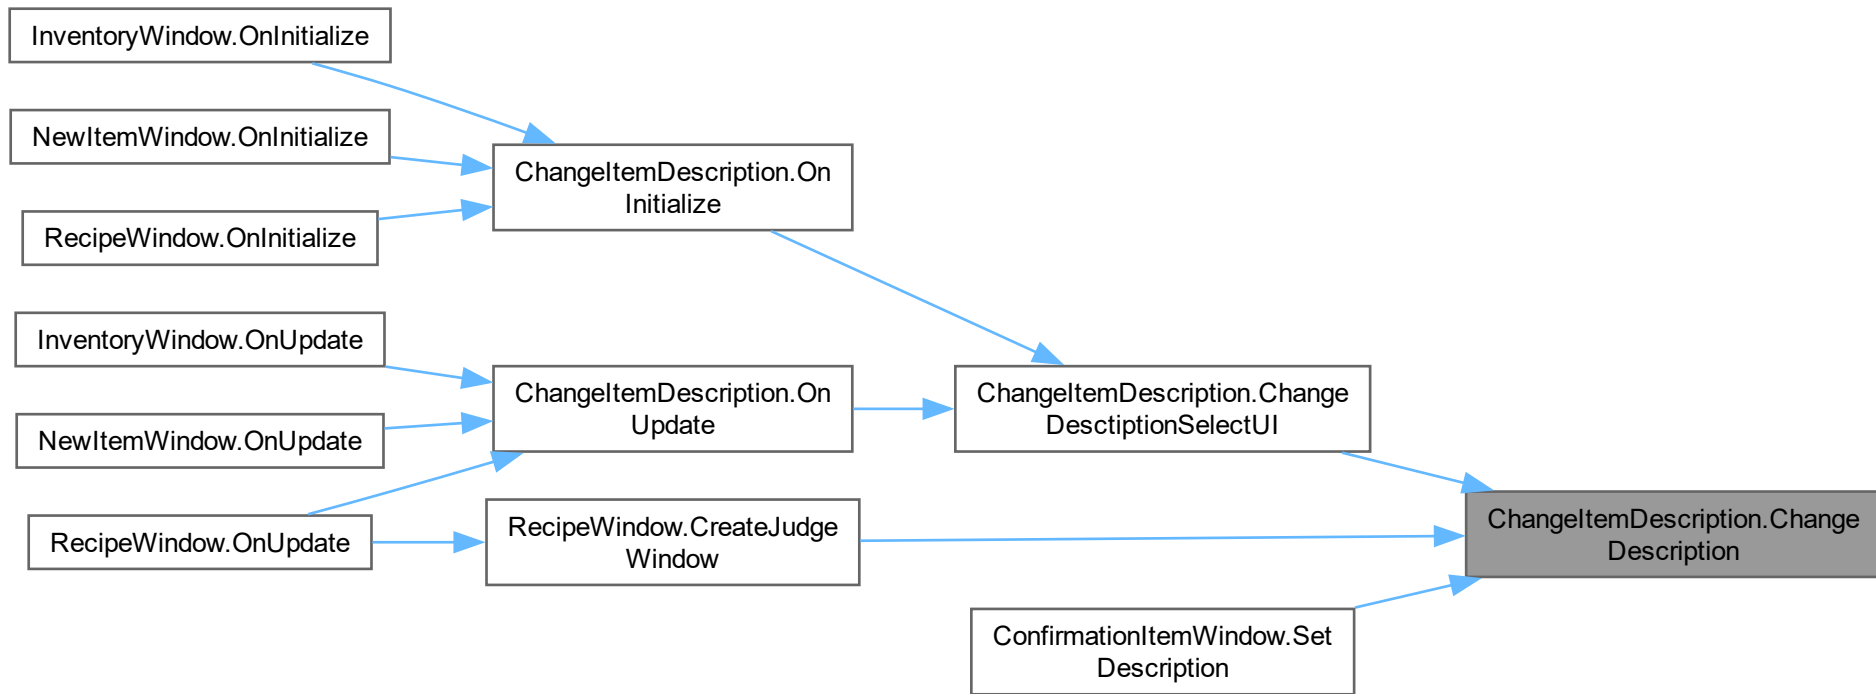 InventoryWindow.OnInitialize
NewItemWindow.OnInitialize
RecipeWindow.OnInitialize
InventoryWindow.OnUpdate
NewItemWindow.OnUpdate
RecipeWindow.OnUpdate
ChangeItemDescription.On
Initialize
ChangeItemDescription.On
Update
RecipeWindow.CreateJudge
Window
ChangeItemDescription.Change
DesctiptionSelectUI
ConfirmationItemWindow.Set
Description
ChangeItemDescription.Change
Description